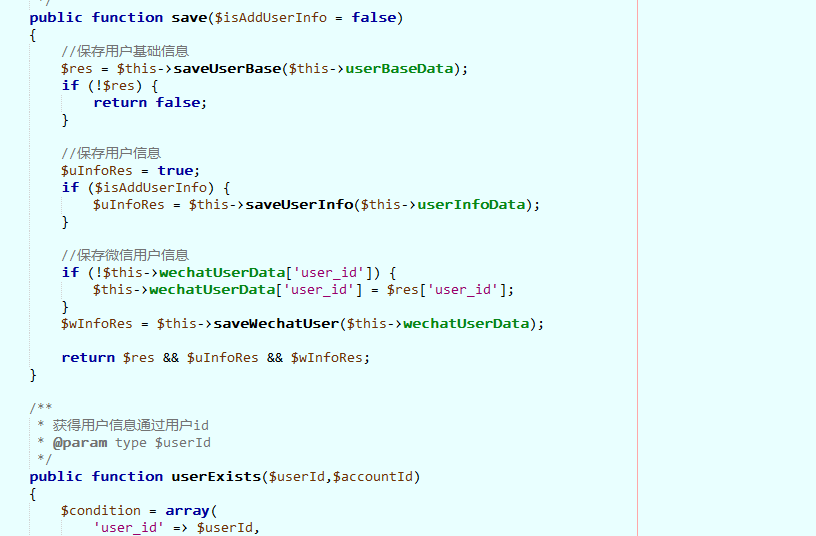 */
public function save($isAddUserInfo = false)
{
//保存用户基础信息
$res = $this->saveUserBase($this->userBaseData);
if (!$res) {
return false;
}
//保存用户信息
$uInfoRes = true;
if ($isAddUserInfo) {
$uInfoRes = $this->saveUserInfo($this->userInfoData);
}
//保存微信用户信息
if (!$this->wechatUserData['user_id']) {
$this->wechatUserData['user_id'] = $res['user_id'];
}
$wInfoRes = $this->saveWechatUser($this->wechatUserData);
return $res && $uInfoRes && $wInfoRes;
}
/**
* 获得用户信息通过用户id
* @param type $userId
*/
public function userExists($userId,$accountId)
{
$condition = array(
'user_id' => $userId,